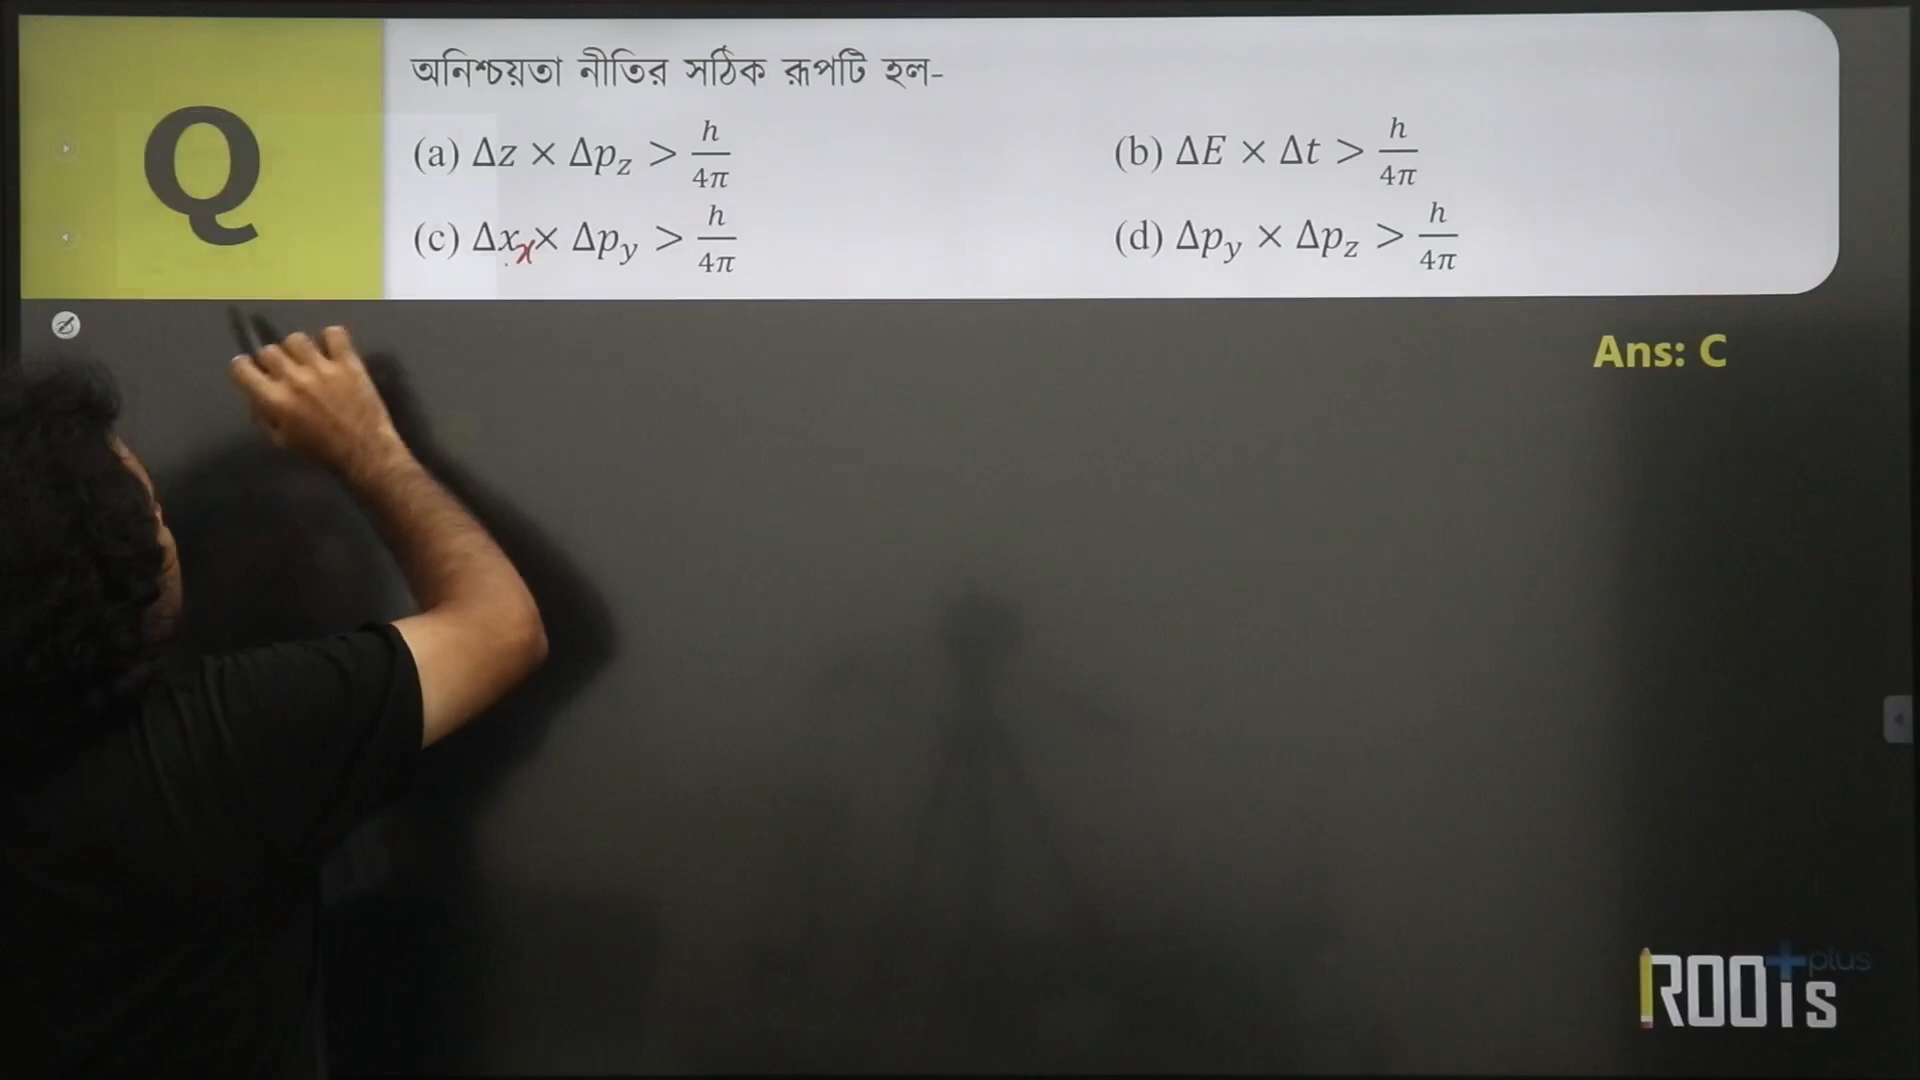 Q
অনিশ্চয়তা নীতির সঠিক রূপটি হল-
(a) Δz × Δp_z > h/4π
(b) ΔE × Δt > h/4π
(c) Δx x × Δp_y > h/4π
(d) Δp_y × Δp_z > h/4π
Ans: C
ROOTs plus